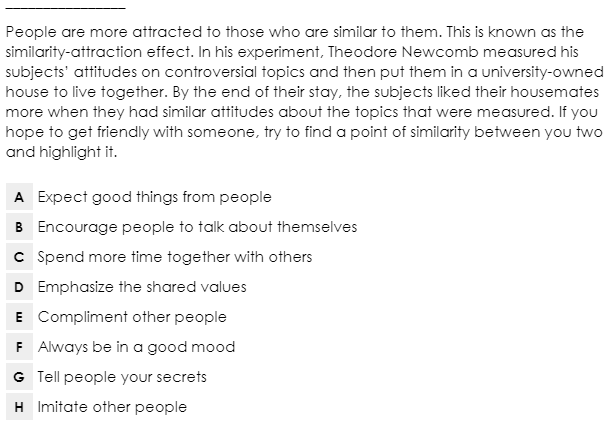 People are more attracted to those who are similar to them. This is known as the
similarity-attraction effect. In his experiment, Theodore Newcomb measured his
subjects' attitudes on controversial topics and then put them in a university-owned
house to live together. By the end of their stay, the subjects liked their housemates
more when they had similar attitudes about the topics that were measured. If you
hope to get friendly with someone, try to find a point of similarity between you two
and highlight it.
A Expect good things from people
B Encourage people to talk about themselves
C Spend more time together with others
D Emphasize the shared values
E Compliment other people
F Always be in a good mood
G Tell people your secrets
H Imitate other people